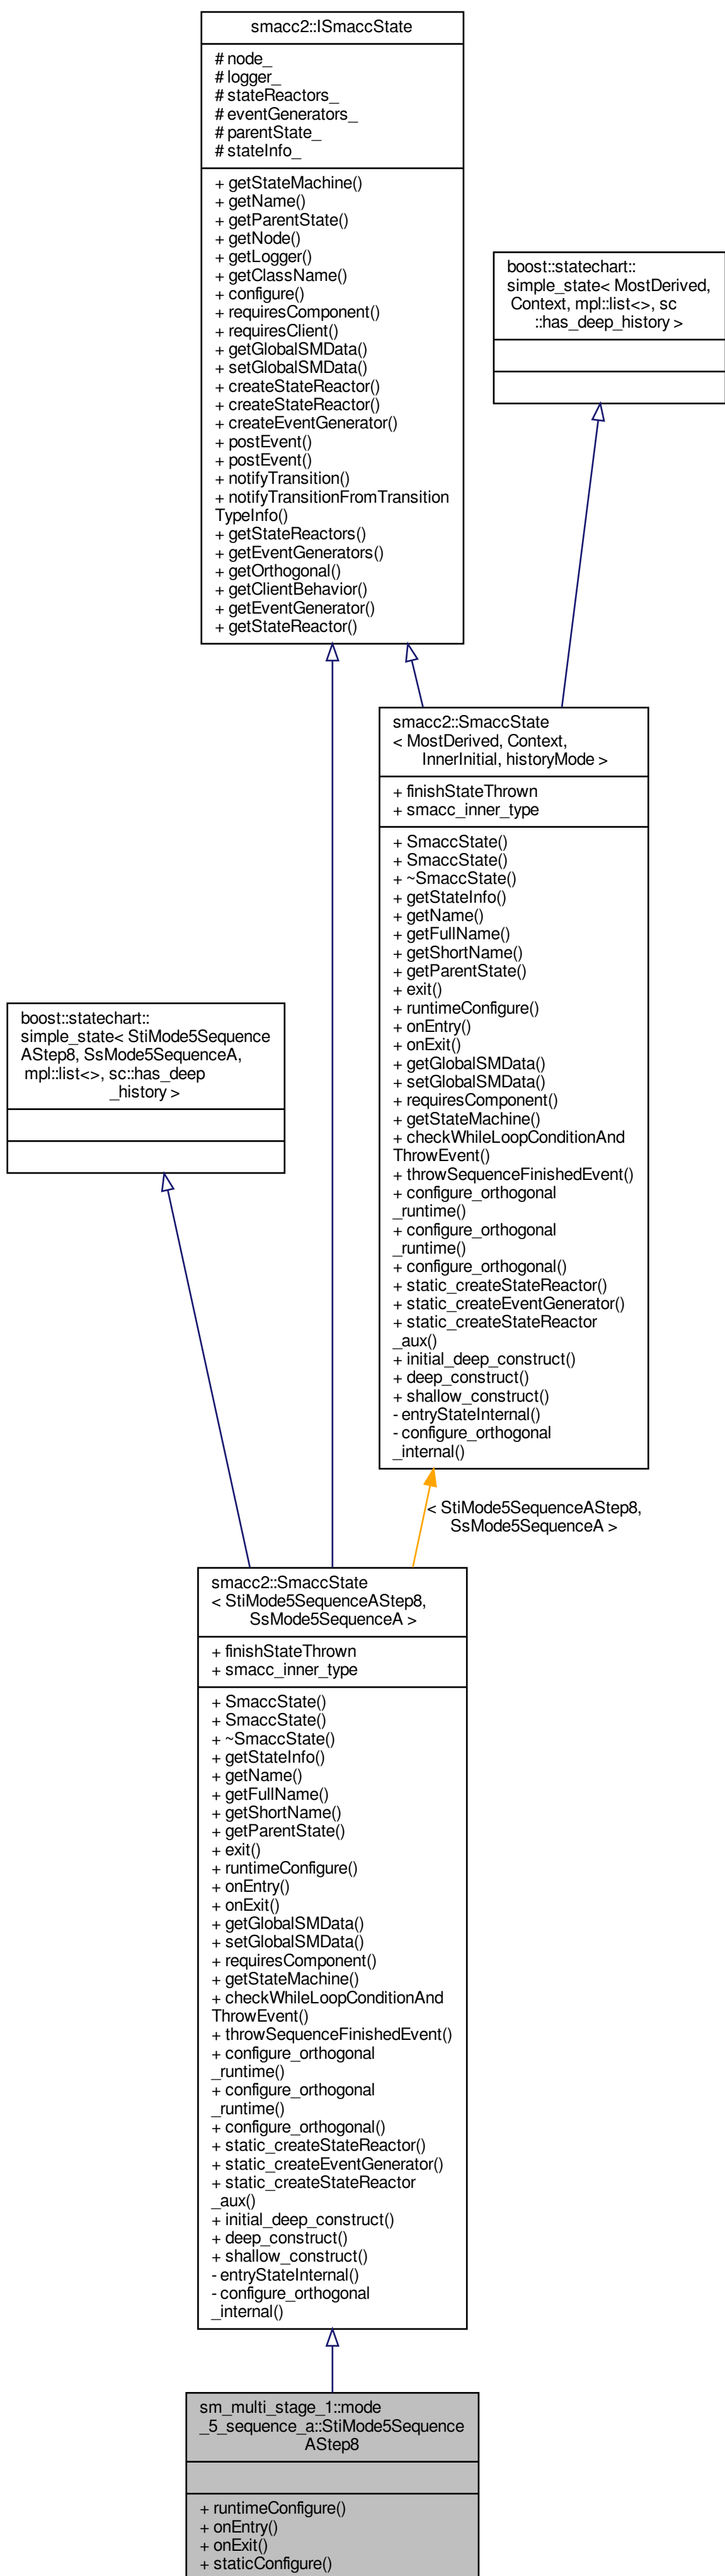 smacc2::ISmaccState
# node_
# logger_
# stateReactors_
# eventGenerators_
# parentState_
# stateInfo_
+ getStateMachine()
+ getName()
+ getParentState()
+ getNode()
+ getLogger()
+ getClassName()
+ configure()
+ requiresComponent()
+ requiresClient()
+ getGlobalSMData()
+ setGlobalSMData()
+ createStateReactor()
+ createStateReactor()
+ createEventGenerator()
+ postEvent()
+ postEvent()
+ notifyTransition()
+ notifyTransitionFromTransition
TypeInfo()
+ getStateReactors()
+ getEventGenerators()
+ getOrthogonal()
+ getClientBehavior()
+ getEventGenerator()
+ getStateReactor()
boost::statechart::
simple_state< MostDerived,
Context, mpl::list<>, sc
::has_deep_history >
smacc2::SmaccState
< MostDerived, Context,
InnerInitial, historyMode >
+ finishStateThrown
+ smacc_inner_type
+ SmaccState()
+ SmaccState()
+ ~SmaccState()
+ getStateInfo()
+ getName()
+ getFullName()
+ getShortName()
+ getParentState()
+ exit()
+ runtimeConfigure()
+ onEntry()
+ onExit()
+ getGlobalSMData()
+ setGlobalSMData()
+ requiresComponent()
+ getStateMachine()
+ checkWhileLoopConditionAnd
ThrowEvent()
+ throwSequenceFinishedEvent()
+ configure_orthogonal
_runtime()
+ configure_orthogonal
_runtime()
+ configure_orthogonal()
+ static_createStateReactor()
+ static_createEventGenerator()
+ static_createStateReactor
_aux()
+ initial_deep_construct()
+ deep_construct()
+ shallow_construct()
- entryStateInternal()
- configure_orthogonal
_internal()
boost::statechart::
simple_state< StiMode5Sequence
AStep8, SsMode5SequenceA,
mpl::list<>, sc::has_deep
_history >
< StiMode5SequenceAStep8,
SsMode5SequenceA >
smacc2::SmaccState
< StiMode5SequenceAStep8,
SsMode5SequenceA >
+ finishStateThrown
+ smacc_inner_type
+ SmaccState()
+ SmaccState()
+ ~SmaccState()
+ getStateInfo()
+ getName()
+ getFullName()
+ getShortName()
+ getParentState()
+ exit()
+ runtimeConfigure()
+ onEntry()
+ onExit()
+ getGlobalSMData()
+ setGlobalSMData()
+ requiresComponent()
+ getStateMachine()
+ checkWhileLoopConditionAnd
ThrowEvent()
+ throwSequenceFinishedEvent()
+ configure_orthogonal
_runtime()
+ configure_orthogonal
_runtime()
+ configure_orthogonal()
+ static_createStateReactor()
+ static_createEventGenerator()
+ static_createStateReactor
_aux()
+ initial_deep_construct()
+ deep_construct()
+ shallow_construct()
- entryStateInternal()
- configure_orthogonal
_internal()
sm_multi_stage_1::mode
_5_sequence_a::StiMode5Sequence
AStep8
+ runtimeConfigure()
+ onEntry()
+ onExit()
+ staticConfigure()